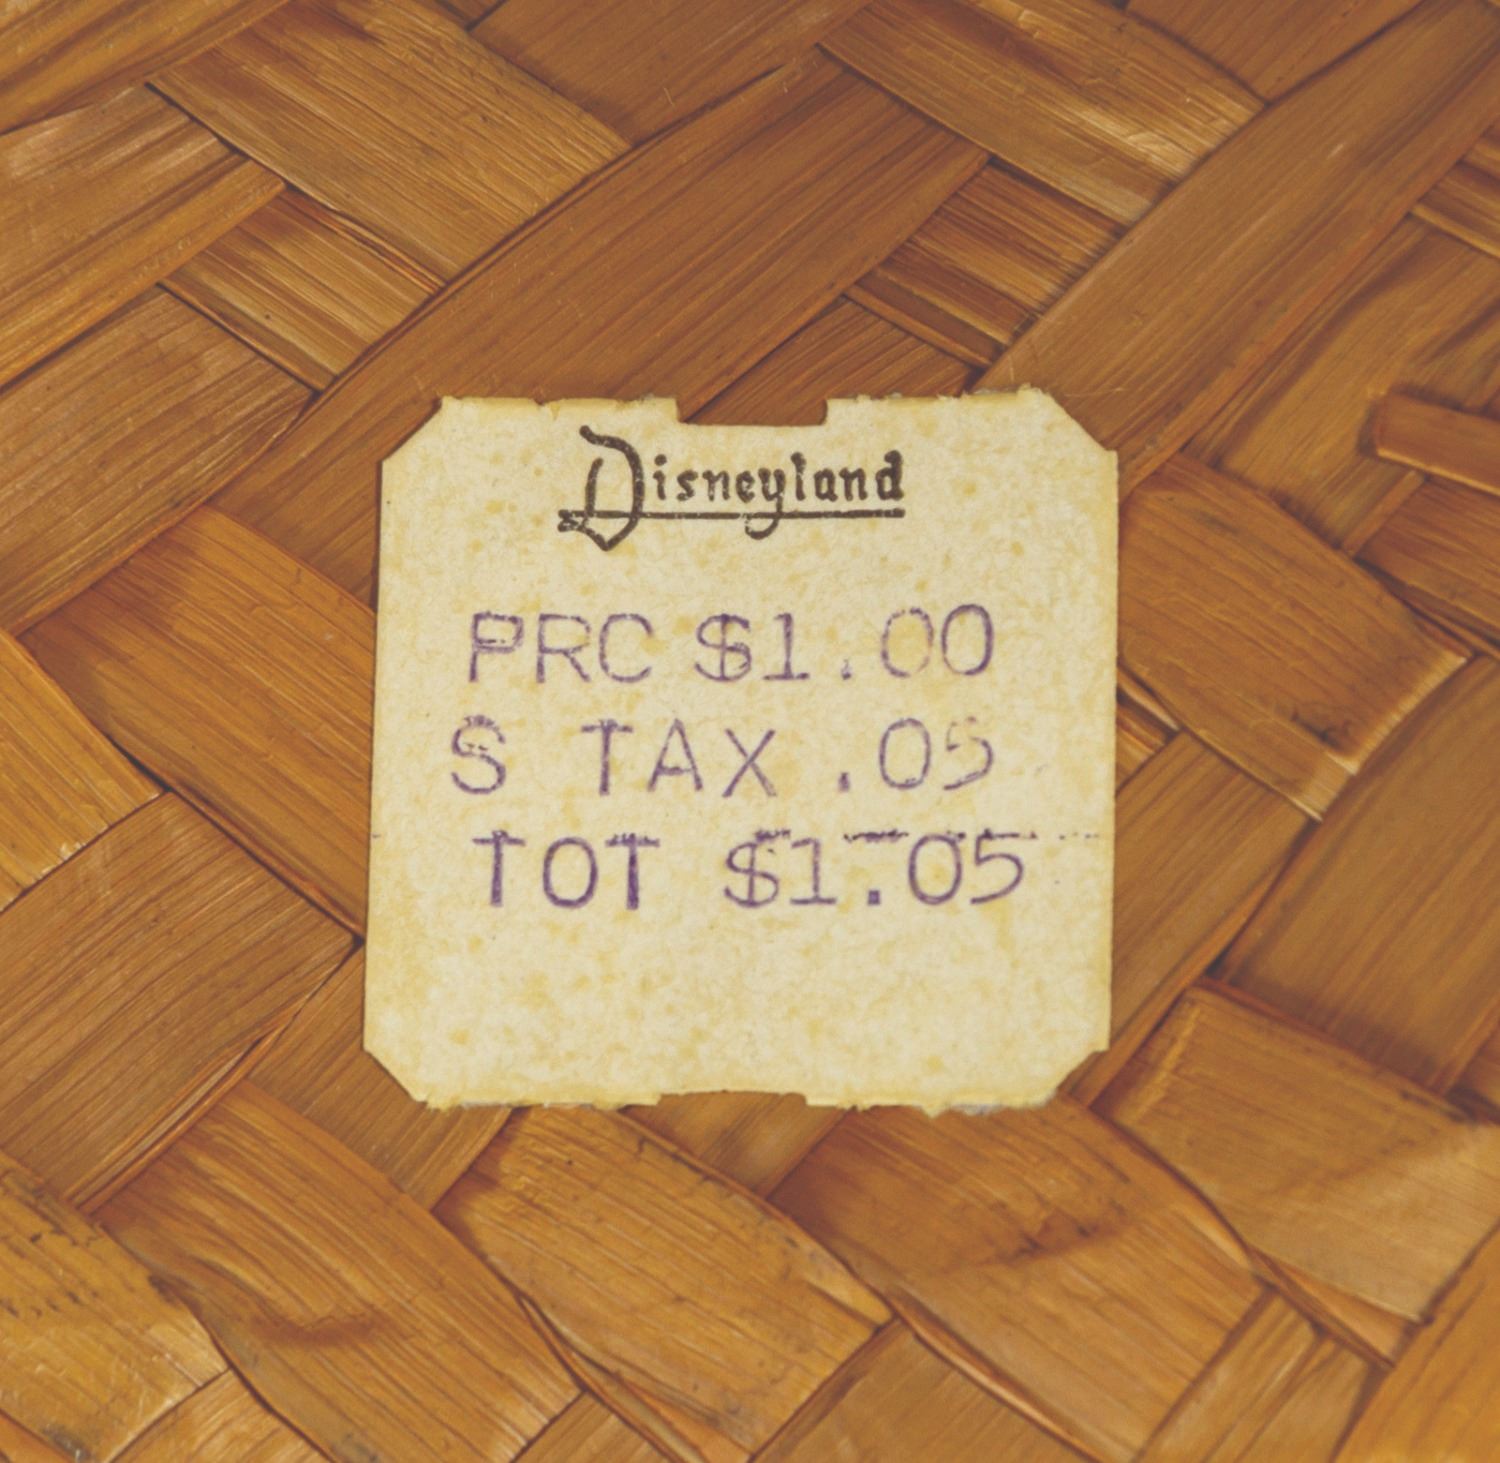 Disneyland
PRC $1.00
S TAX .05
TOT $1.05